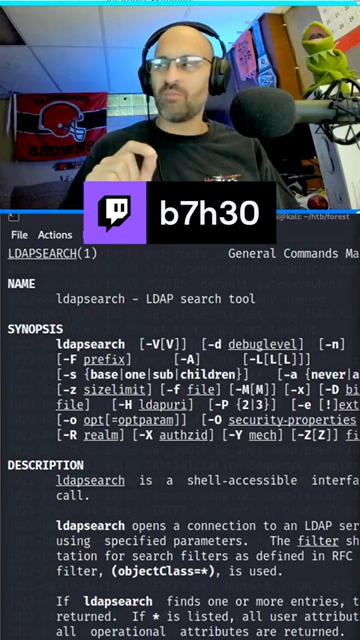 BROWNS
b7h30
@kali: ~/htb/forest
File Actions
LDAPSEARCH(1) General Commands Ma
NAME
ldapsearch - LDAP search tool
SYNOPSIS
ldapsearch [-V[V]] [-d debuglevel] [-n]
[-F prefix] [-A] [-L[L[L]]]
[-s {base|one|sub|children}] [-a {never|a
[-z sizelimit] [-f file] [-M[M]] [-x] [-D bi
file] [-H ldapuri] [-P {2|3}] [-e [!]ext
[-o opt[=optparam]] [-O security-properties
[-R realm] [-X authzid] [-Y mech] [-Z[Z]] fi
DESCRIPTION
ldapsearch is a shell-accessible interfa
call.
ldapsearch opens a connection to an LDAP ser
using specified parameters. The filter sh
tation for search filters as defined in RFC
filter, (objectClass=*), is used.
If ldapsearch finds one or more entries, t
returned. If * is listed, all user attribut
all operational attributes are returned.